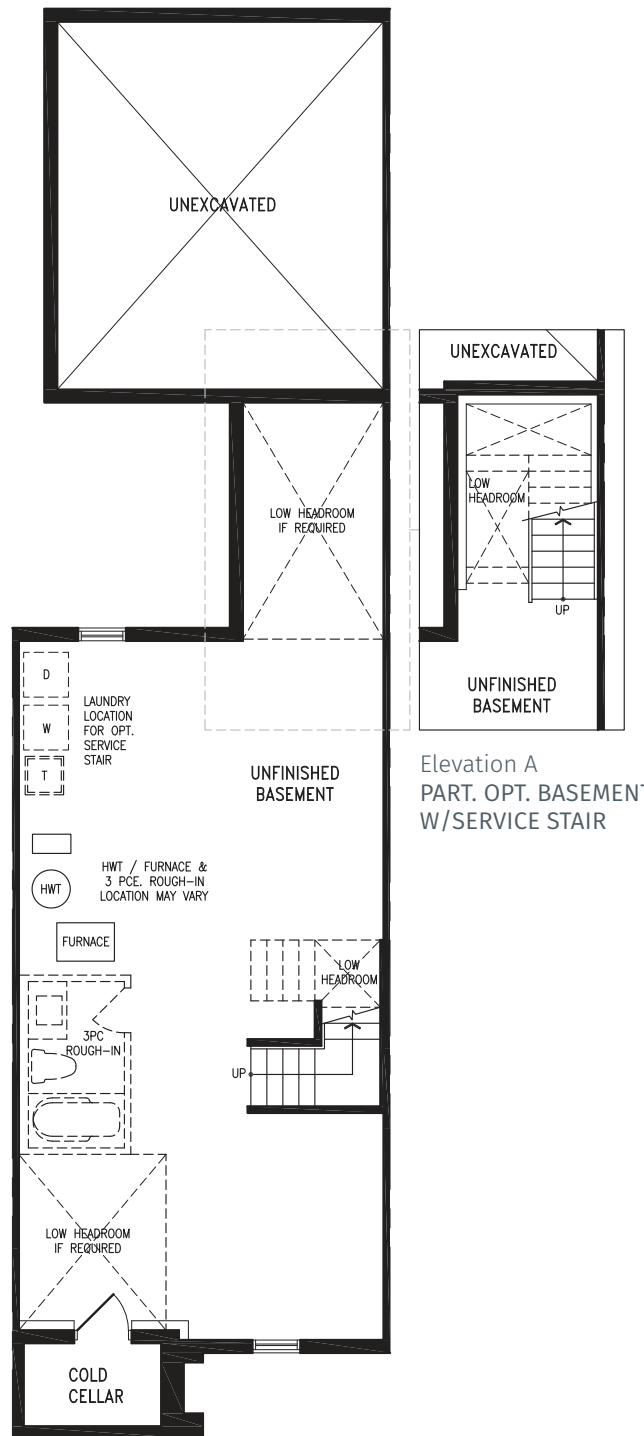 UNEXCAVATED
UNEXCAVATED
LOW
HEADROOM
LOW HEADROOM
IF REQUIRED
UP
UNFINISHED
BASEMENT
D
W
T
LAUNDRY
LOCATION
FOR OPT.
SERVICE
STAIR
UNFINISHED
BASEMENT
Elevation A
PART. OPT. BASEMENT
W/SERVICE STAIR
HWT
HWT / FURNACE &
3 PCE. ROUGH-IN
LOCATION MAY VARY
FURNACE
LOW
HEADROOM
3PC
ROUGH-IN
UP
LOW HEADROOM
IF REQUIRED
COLD
CELLAR